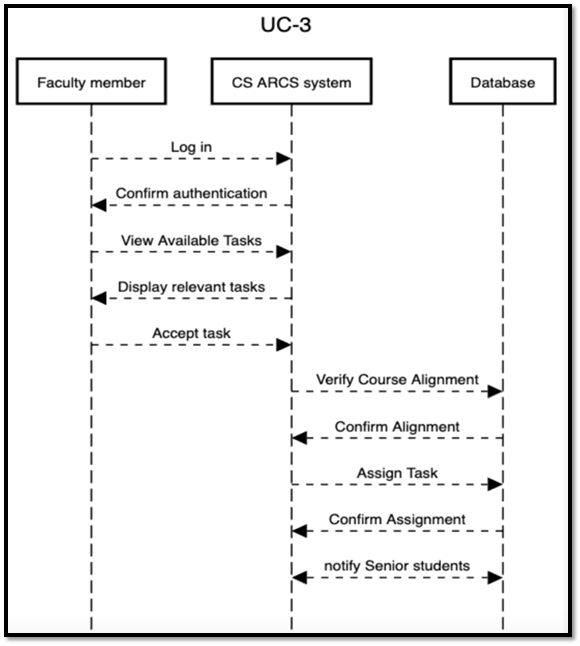 UC-3
Faculty member
CS ARCS system
Database
Log in
Confirm authentication
View Available Tasks
Display relevant tasks
Accept task
Verify Course Alignment
Confirm Alignment
Assign Task
Confirm Assignment
notify Senior students